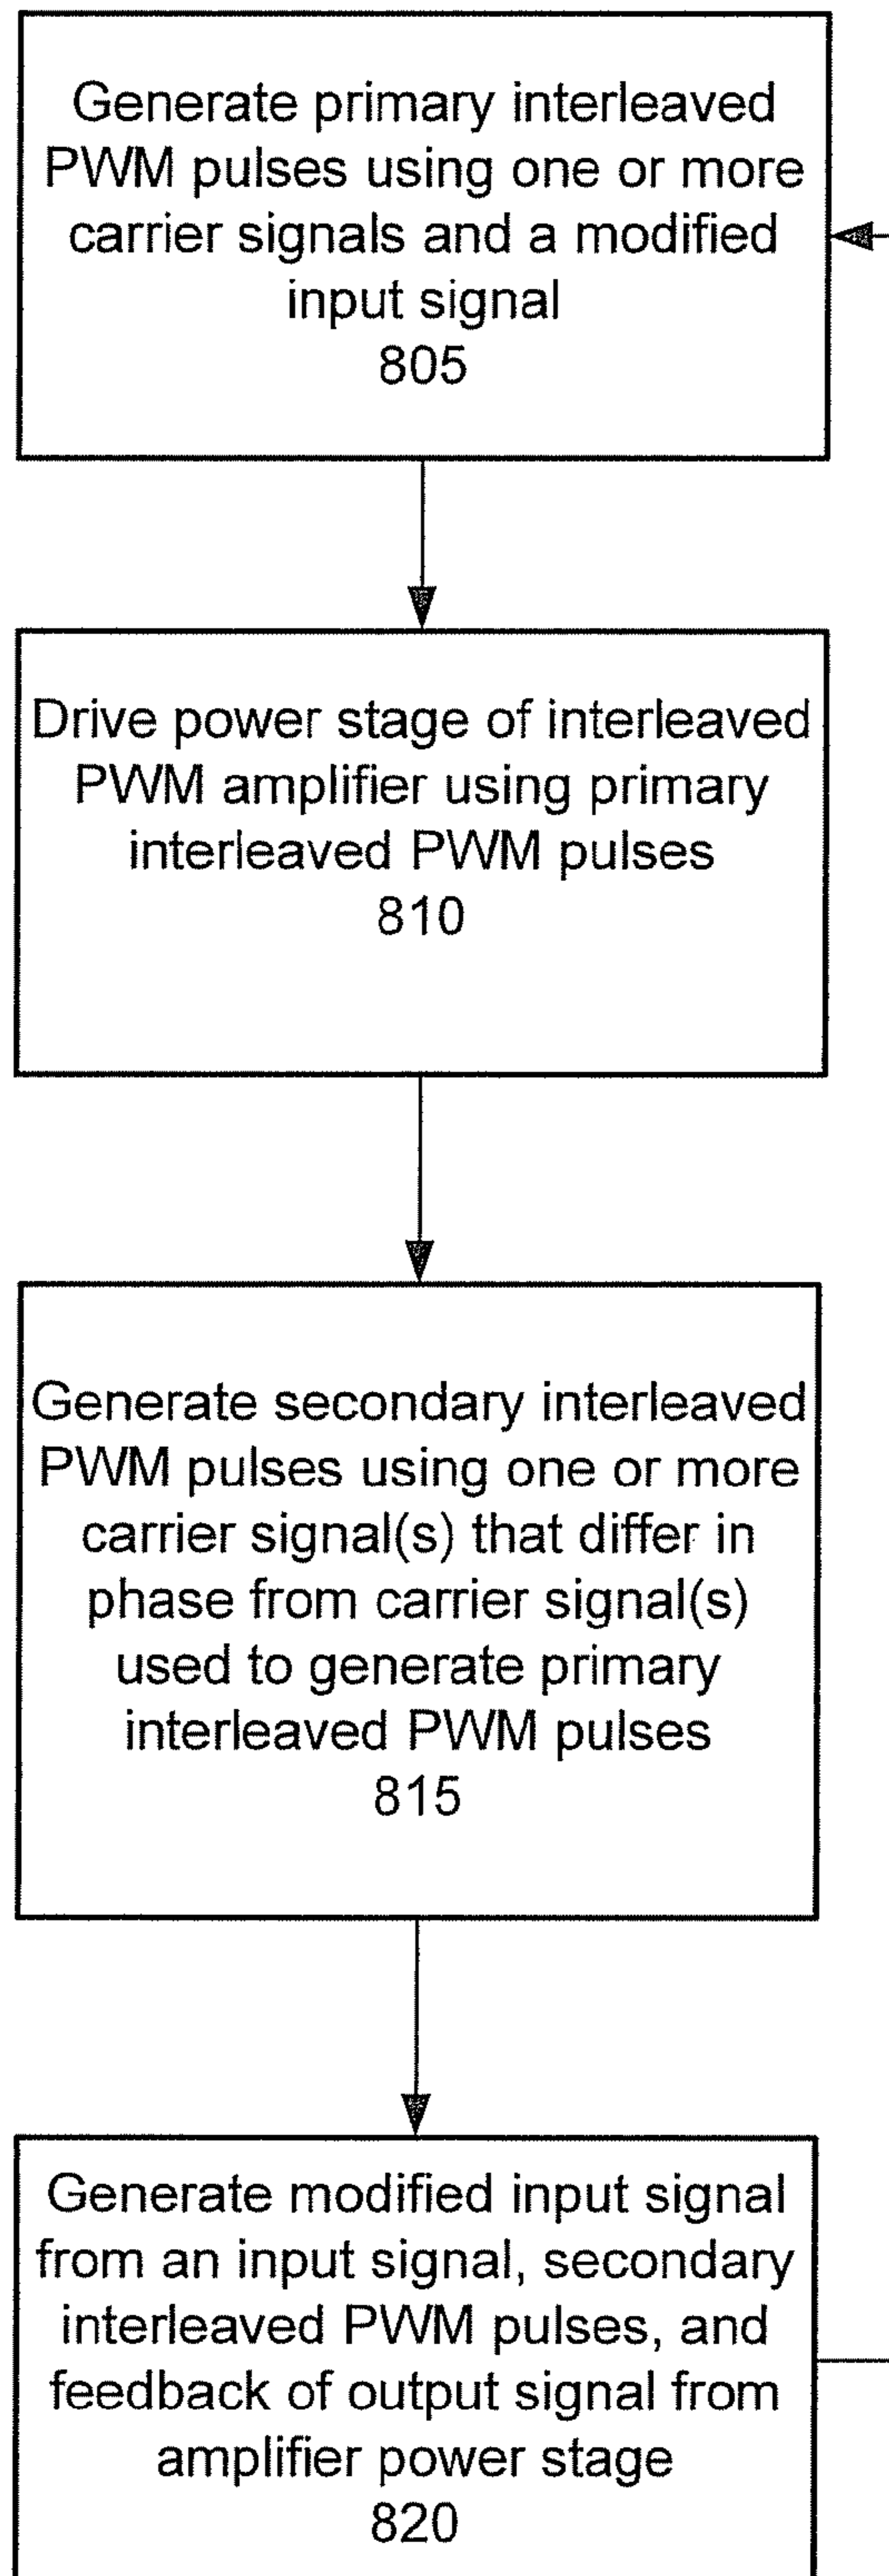 Generate primary interleaved
PWM pulses using one or more
carrier signals and a modified
input signal
805
Drive power stage of interleaved
PWM amplifier using primary
interleaved PWM pulses
810
Generate secondary interleaved
PWM pulses using one or more
carrier signal(s) that differ in
phase from carrier signal(s)
used to generate primary
interleaved PWM pulses
815
Generate modified input signal
from an input signal, secondary
interleaved PWM pulses, and
feedback of output signal from
amplifier power stage
820